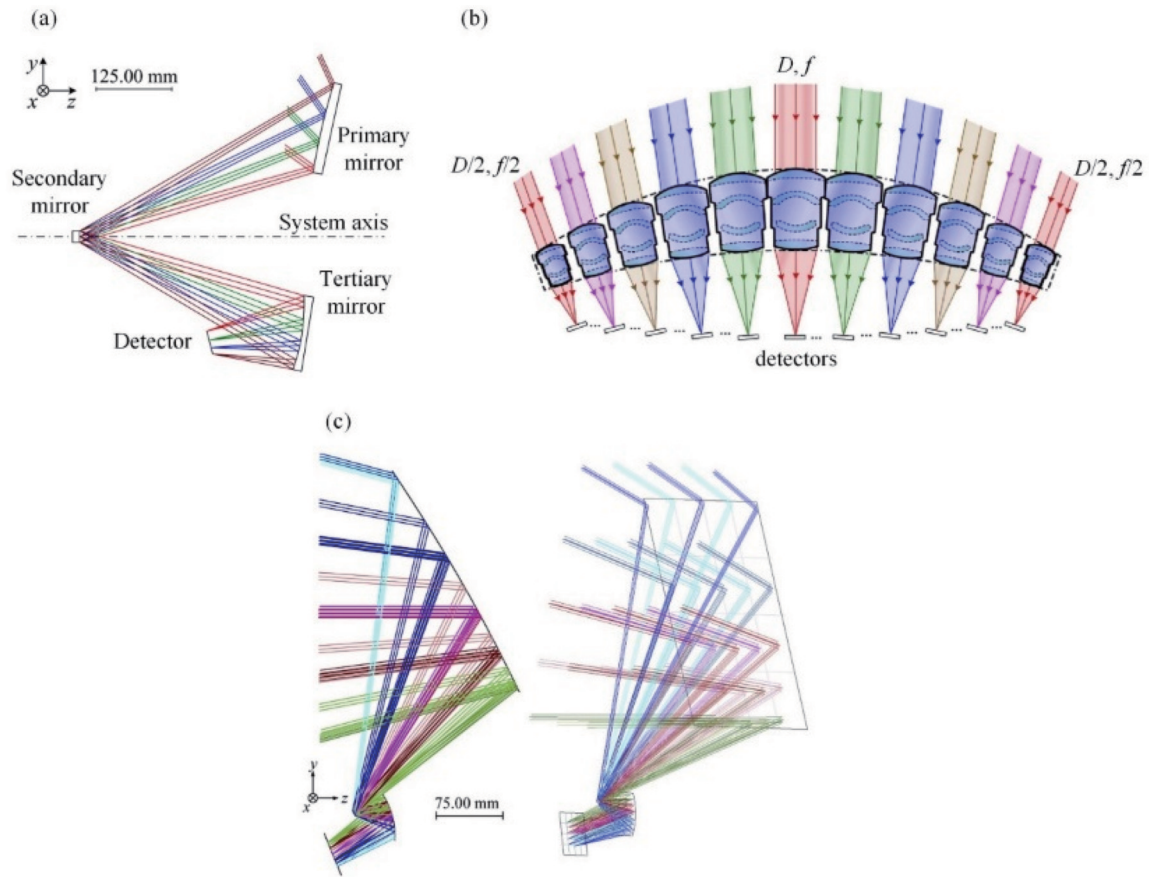 (a)
y
x
z
125.00 mm
Primary
mirror
Secondary
mirror
System axis
Tertiary
mirror
Detector
(b)
D, f
D/2, f/2
D/2, f/2
...
...
...
...
...
...
detectors
(c)
y
x
z
75.00 mm